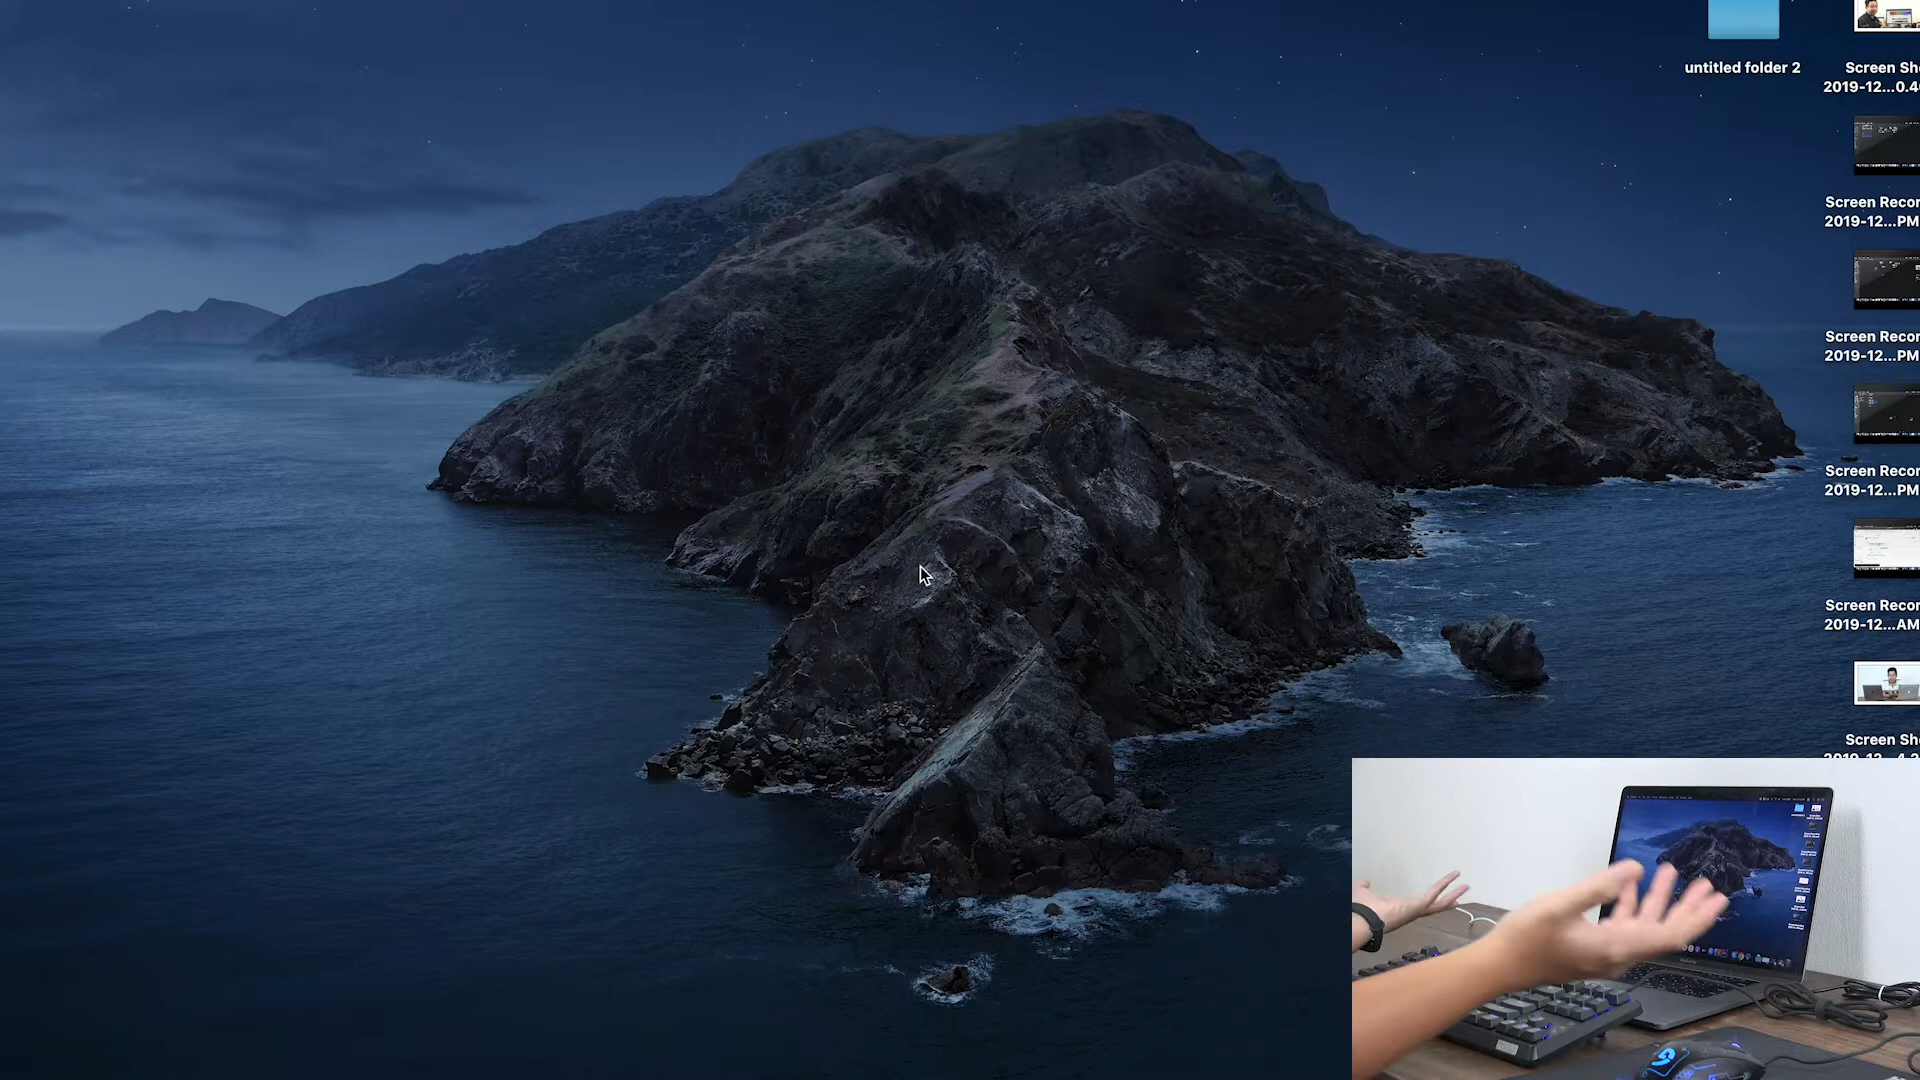 untitled folder 2
Screen Sh
2019-12...0.4
Screen Recor
2019-12...PM
Screen Recor
2019-12...PM
Screen Recor
2019-12...PM
Screen Recor
2019-12...AM
Screen Sh